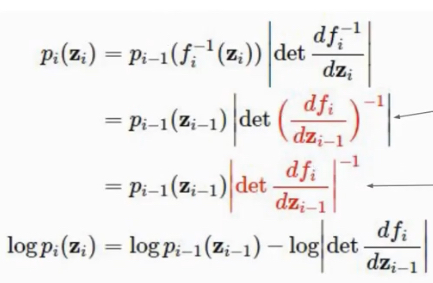 p_i(𝐳_i) = p_{i−1}(f_i^{−1}(𝐳_i)) |det df_i^{−1}/d𝐳_i|
= p_{i−1}(𝐳_{i−1}) |det (df_i/d𝐳_{i−1})^{−1}|
= p_{i−1}(𝐳_{i−1}) |det df_i/d𝐳_{i−1}|^{−1}
log p_i(𝐳_i) = log p_{i−1}(𝐳_{i−1}) − log |det df_i/d𝐳_{i−1}|